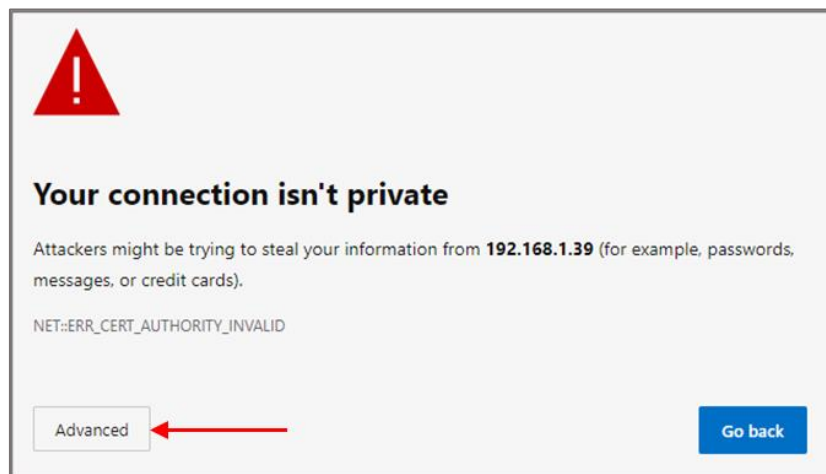 Your connection isn't private
Attackers might be trying to steal your information from 192.168.1.39 (for example, passwords,
messages, or credit cards).
NET::ERR_CERT_AUTHORITY_INVALID
Advanced
Go back